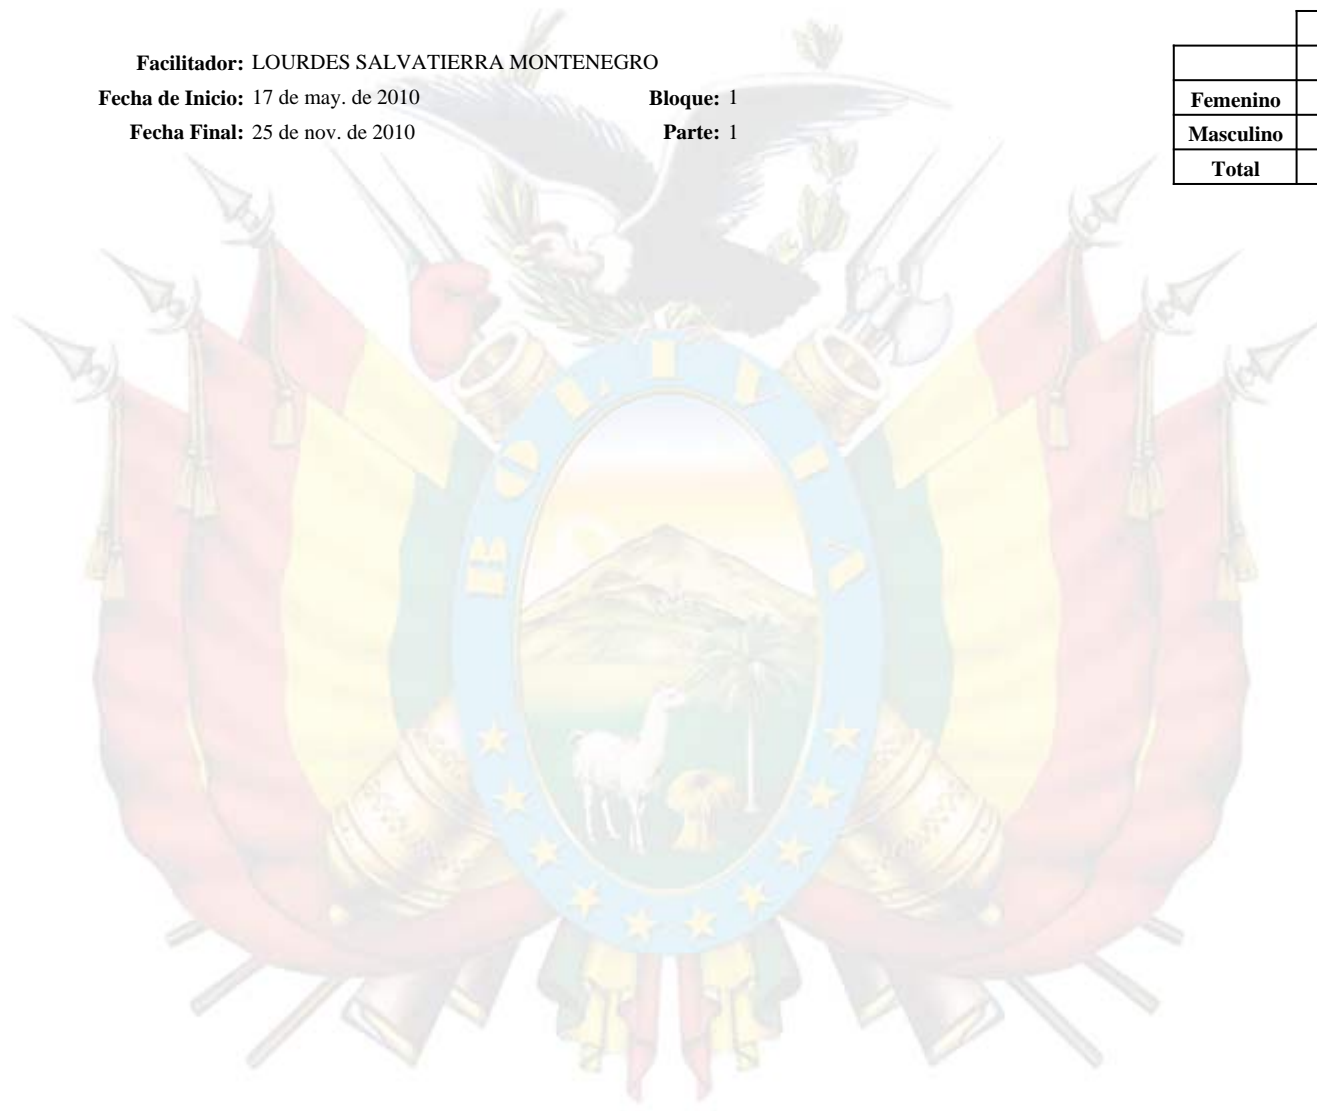 Facilitador: LOURDES SALVATIERRA MONTENEGRO
Fecha de Inicio: 17 de may. de 2010 Bloque: 1
Fecha Final: 25 de nov. de 2010 Parte: 1
Femenino
Masculino
Total
BOLIVIA